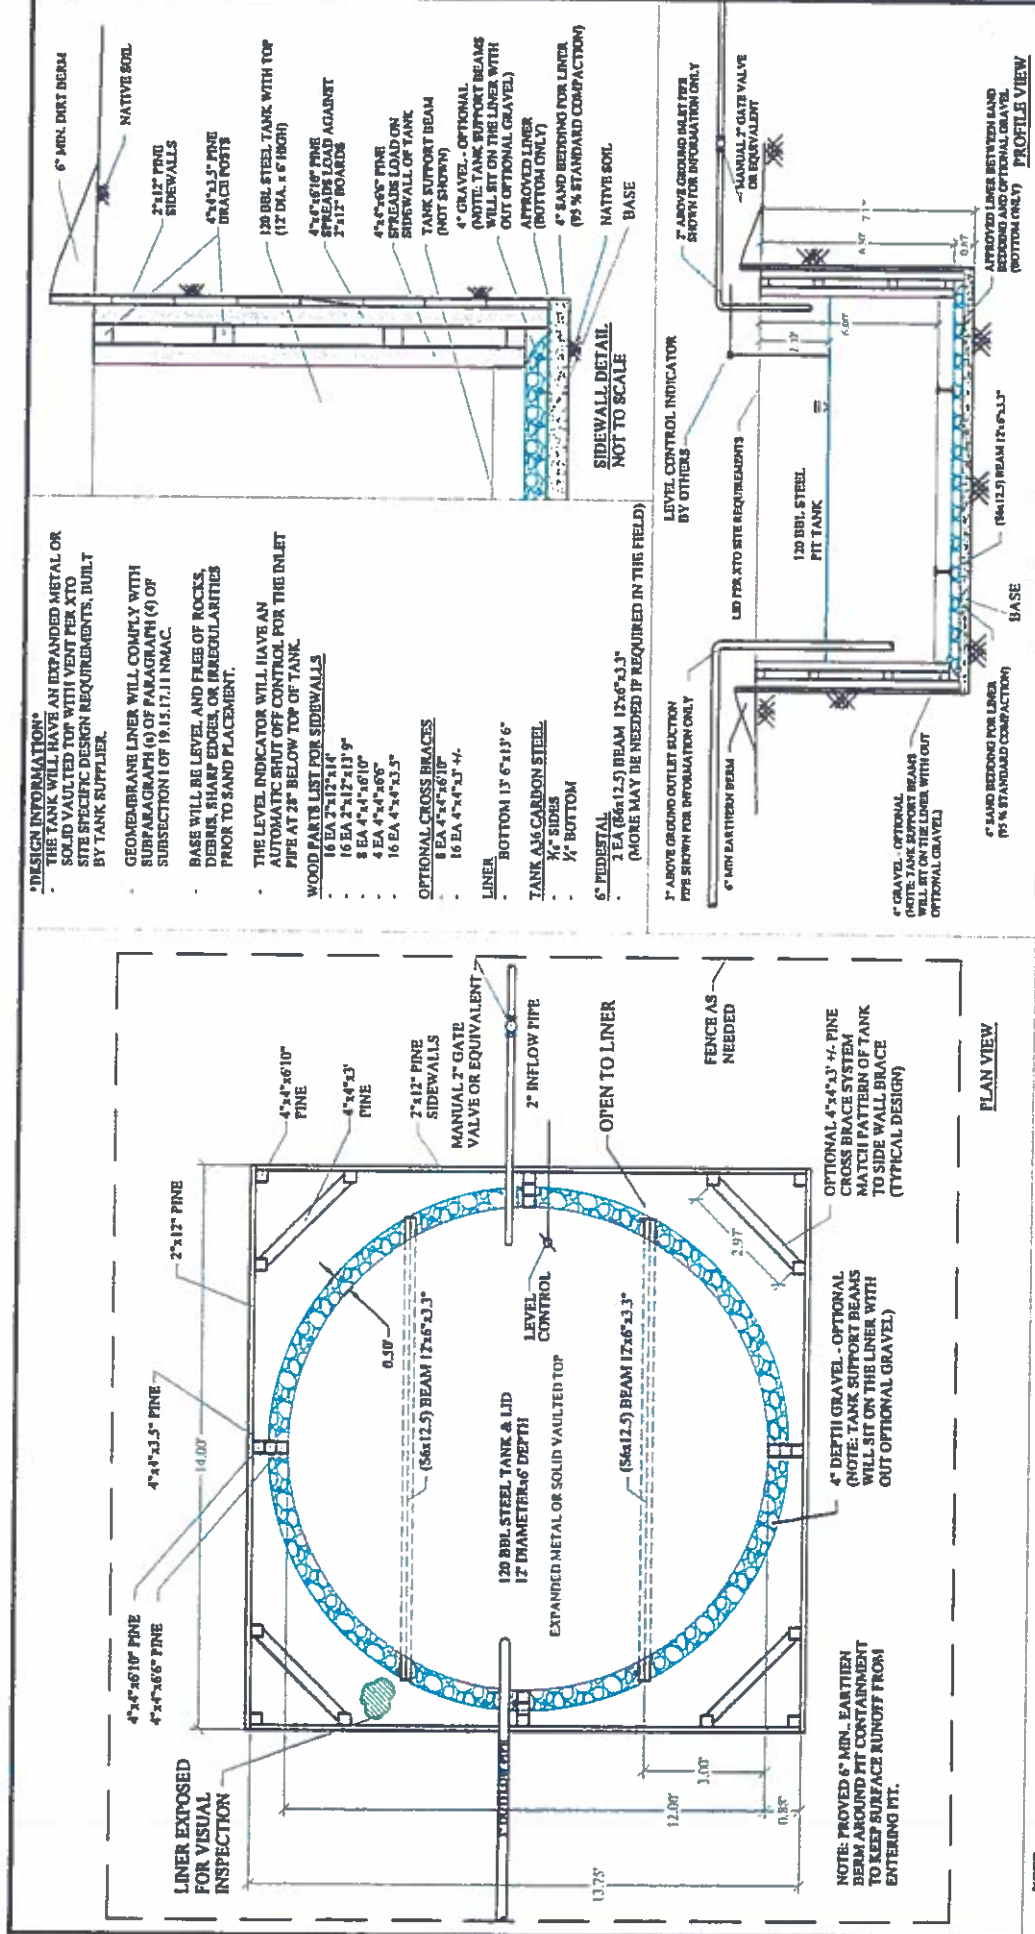 *DESIGN INFORMATION*
- THE TANK WILL HAVE AN EXPANDED METAL OR
SOLID VAULTED TOP WITH VENT PER XTO
SITE SPECIFIC DESIGN REQUIREMENTS, BUILT
BY TANK SUPPLIER.
- GEOMEMBRANE LINER WILL COMPLY WITH
SUBPARAGRAPH OF PARAGRAPH (4) OF
SUBSECTION I OF 19.15.17.11 NMAC.
- BASE WILL BE LEVEL AND FREE OF ROCKS,
DEBRIS, SHARP EDGES, OR IRREGULARITIES
PRIOR TO SAND PLACEMENT.
- THE LEVEL INDICATOR WILL HAVE AN
AUTOMATIC SHUT OFF CONTROL FOR THE INLET
PIPE AT 28" BELOW TOP OF TANK.
WOOD PARTS LIST FOR SIDEWALLS
- 16 EA 2"x12"x14'
- 16 EA 2"x12"x13'9"
- 8 EA 4"x4"x6'10"
- 4 EA 4"x4"x6'6"
- 16 EA 4"x4"x3.5"
OPTIONAL CROSS BRACES
- 8 EA 4"x4"x6'10"
- 16 EA 4"x4"x3' +/-
LINER
- BOTTOM 13' 6"x13' 6"
TANK A36 CARBON STEEL
- SIDES
- ¼" BOTTOM
6" PEDESTAL
- 2 EA (S6x12.5) BEAM 12'x6"x3.3"
(MORE MAY BE NEEDED IF REQUIRED IN THE FIELD)
6" MIN. DIRT BERM
NATIVE SOIL
2"x12" PINE
SIDEWALLS
4"x4"x3.5" PINE
BRACE POSTS
120 BBL STEEL TANK WITH TOP
(12' DIA. x 6' HIGH)
4"x4"x6'10" PINE
SPREADS LOAD AGAINST
2"x12" BOARDS
4"x4"x6'6" PINE
SPREADS LOAD ON
SIDEWALL OF TANK
TANK SUPPORT BEAM
(NOT SHOWN)
4" GRAVEL - OPTIONAL
(NOTE: TANK SUPPORT BEAMS
WILL SIT ON THE LINER WITH
OUT OPTIONAL GRAVEL)
APPROVED LINER
(BOTTOM ONLY)
4" SAND BEDDING FOR LINER
(95 % STANDARD COMPACTION)
NATIVE SOIL
BASE
SIDEWALL DETAIL
NOT TO SCALE
LINER EXPOSED
FOR VISUAL
INSPECTION
4"x4"x6'10" PINE
4"x4"x6'6" PINE
4"x4"x3.5" PINE
2"x12" PINE
4"x4"x6'10"
PINE
4"x4"x3'
PINE
2"x12" PINE
SIDEWALLS
MANUAL 2" GATE
VALVE OR EQUIVALENT
14.00'
0.50'
(S6x12.5) BEAM 12'x6"x3.3"
120 BBL STEEL TANK & LID
12' DIAMETERx6' DEPTH
EXPANDED METAL OR SOLID VAULTED TOP
LEVEL
CONTROL
2" INFLOW PIPE
OPEN TO LINER
(S6x12.5) BEAM 12'x6"x3.3"
3" OUTFLOW PIPE
FENCE AS
NEEDED
3.00'
12.00'
0.88'
13.75'
2.97'
4" DEPTH GRAVEL - OPTIONAL
(NOTE: TANK SUPPORT BEAMS
WILL SIT ON THE LINER WITH
OUT OPTIONAL GRAVEL)
OPTIONAL 4"x4"x3' +/- PINE
CROSS BRACE SYSTEM
MATCH PATTERN OF TANK
TO SIDE WALL BRACE
(TYPICAL DESIGN)
NOTE: PROVED 6" MIN.. EARTHEN
BERM AROUND PIT CONTAINMENT
TO KEEP SURFACE RUNOFF FROM
ENTERING PIT.
PLAN VIEW
3" ABOVE GROUND OUTLET SUCTION
PIPE SHOWN FOR INFORMATION ONLY
LEVEL CONTROL INDICATOR
BY OTHERS
2" ABOVE GROUND INLET PIPE
SHOWN FOR INFORMATION ONLY
MANUAL 2" GATE VALVE
OR EQUIVALENT
6" MIN EARTHERN BERM
LID PER XTO SITE REQUIREMENTS
120 BBL STEEL
PIT TANK
6.00'
0.67'
4" GRAVEL - OPTIONAL
(NOTE: TANK SUPPORT BEAMS
WILL SIT ON THE LINER WITH OUT
OPTIONAL GRAVEL)
4" SAND BEDDING FOR LINER
(95 % STANDARD COMPACTION)
BASE
(S6x12.5) BEAM 12'x6"x3.3"
APPROVED LINER BETWEEN SAND
BEDDING AND OPTIONAL GRAVEL
(BOTTOM ONLY)
PROFILE VIEW